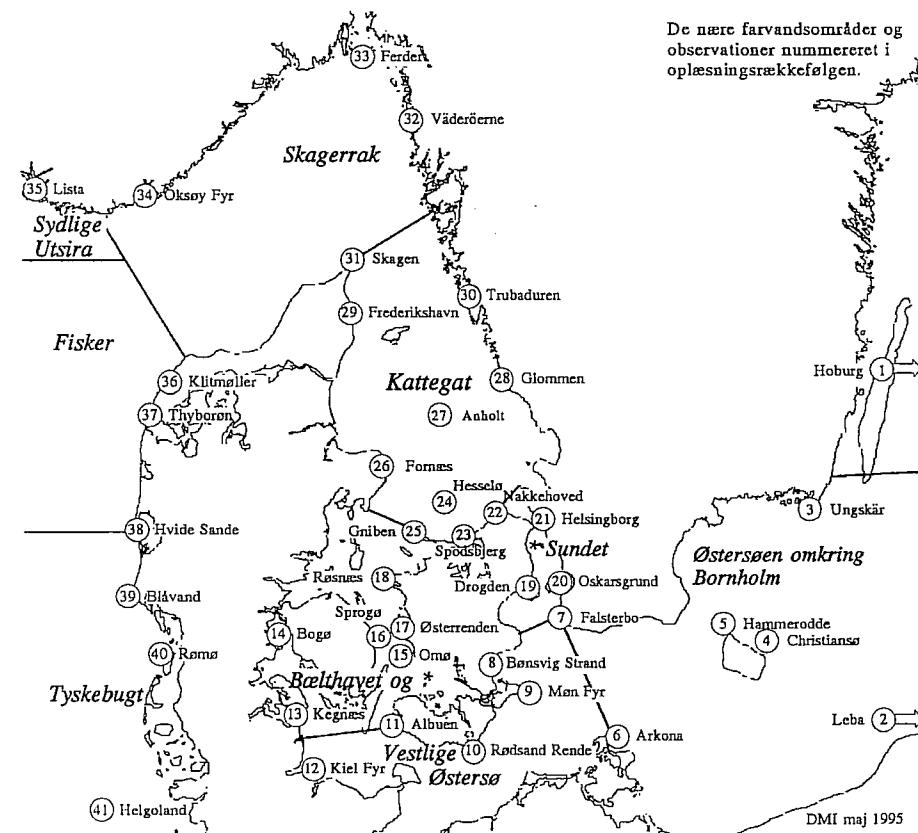 De nære farvandsområder og
observationer nummereret i
oplæsningsrækkefølgen.
33 Ferder
32 Väderöerne
Skagerrak
35 Lista
34 Oksøy Fyr
Sydlige
Utsira
31 Skagen
30 Trubaduren
29 Frederikshavn
Fisker
Hoburg 1
36 Klitmøller
Kattegat
28 Glommen
37 Thyborøn
27 Anholt
26 Fornæs
Hesselø
24
Nakkehoved
22
3 Ungskär
21 Helsingborg
38 Hvide Sande
Gniben 25
23
Spodsbjerg
* Sundet
Østersøen omkring
Bornholm
Røsnæs 18
Drogden 19
20 Oskarsgrund
39 Blåvand
Sprogø
16
7 Falsterbo
5 Hammerodde
14 Bogø
17 Østerrenden
4 Christiansø
40 Rømø
15 Omø
8 Bønsvig Strand
Bælthavet og *
9 Møn Fyr
Tyskebugt
13 Kegnæs
11 Albuen
Leba 2
6 Arkona
Vestlige
Østersø
10 Rødsand Rende
12 Kiel Fyr
41 Helgoland
DMI maj 1995